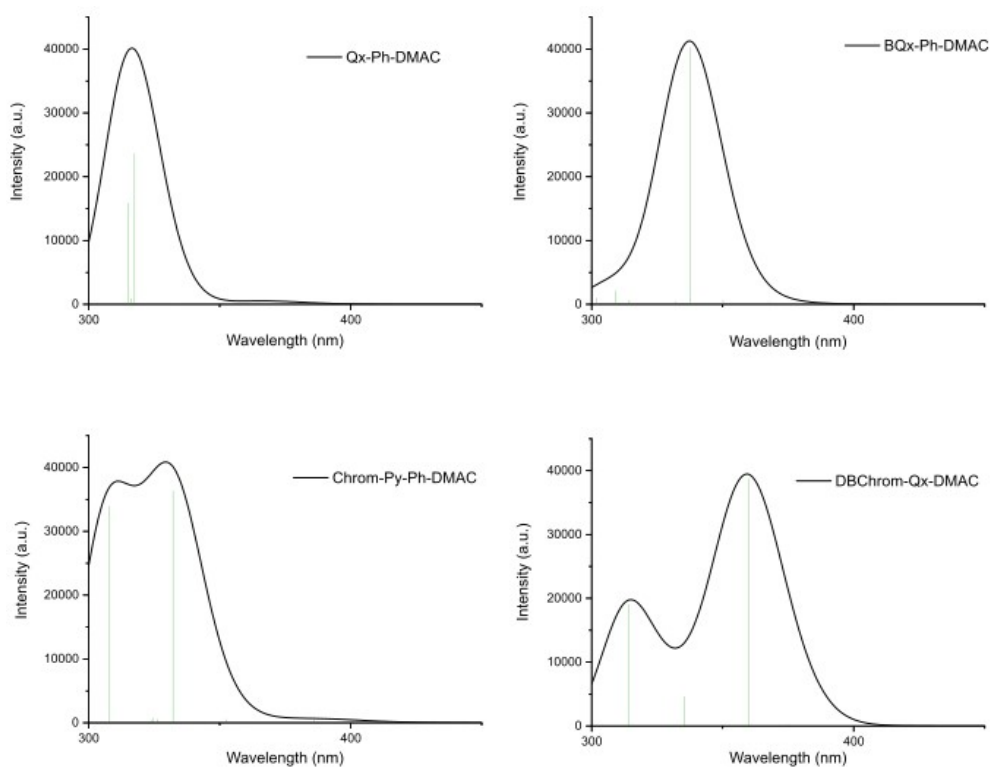 Qx-Ph-DMAC
40000
30000
20000
10000
0
300
400
Intensity (a.u.)
Wavelength (nm)
BQx-Ph-DMAC
40000
30000
20000
10000
0
300
400
Intensity (a.u.)
Wavelength (nm)
Chrom-Py-Ph-DMAC
40000
30000
20000
10000
0
300
400
Intensity (a.u.)
Wavelength (nm)
DBChrom-Qx-DMAC
40000
30000
20000
10000
0
300
400
Intensity (a.u.)
Wavelength (nm)